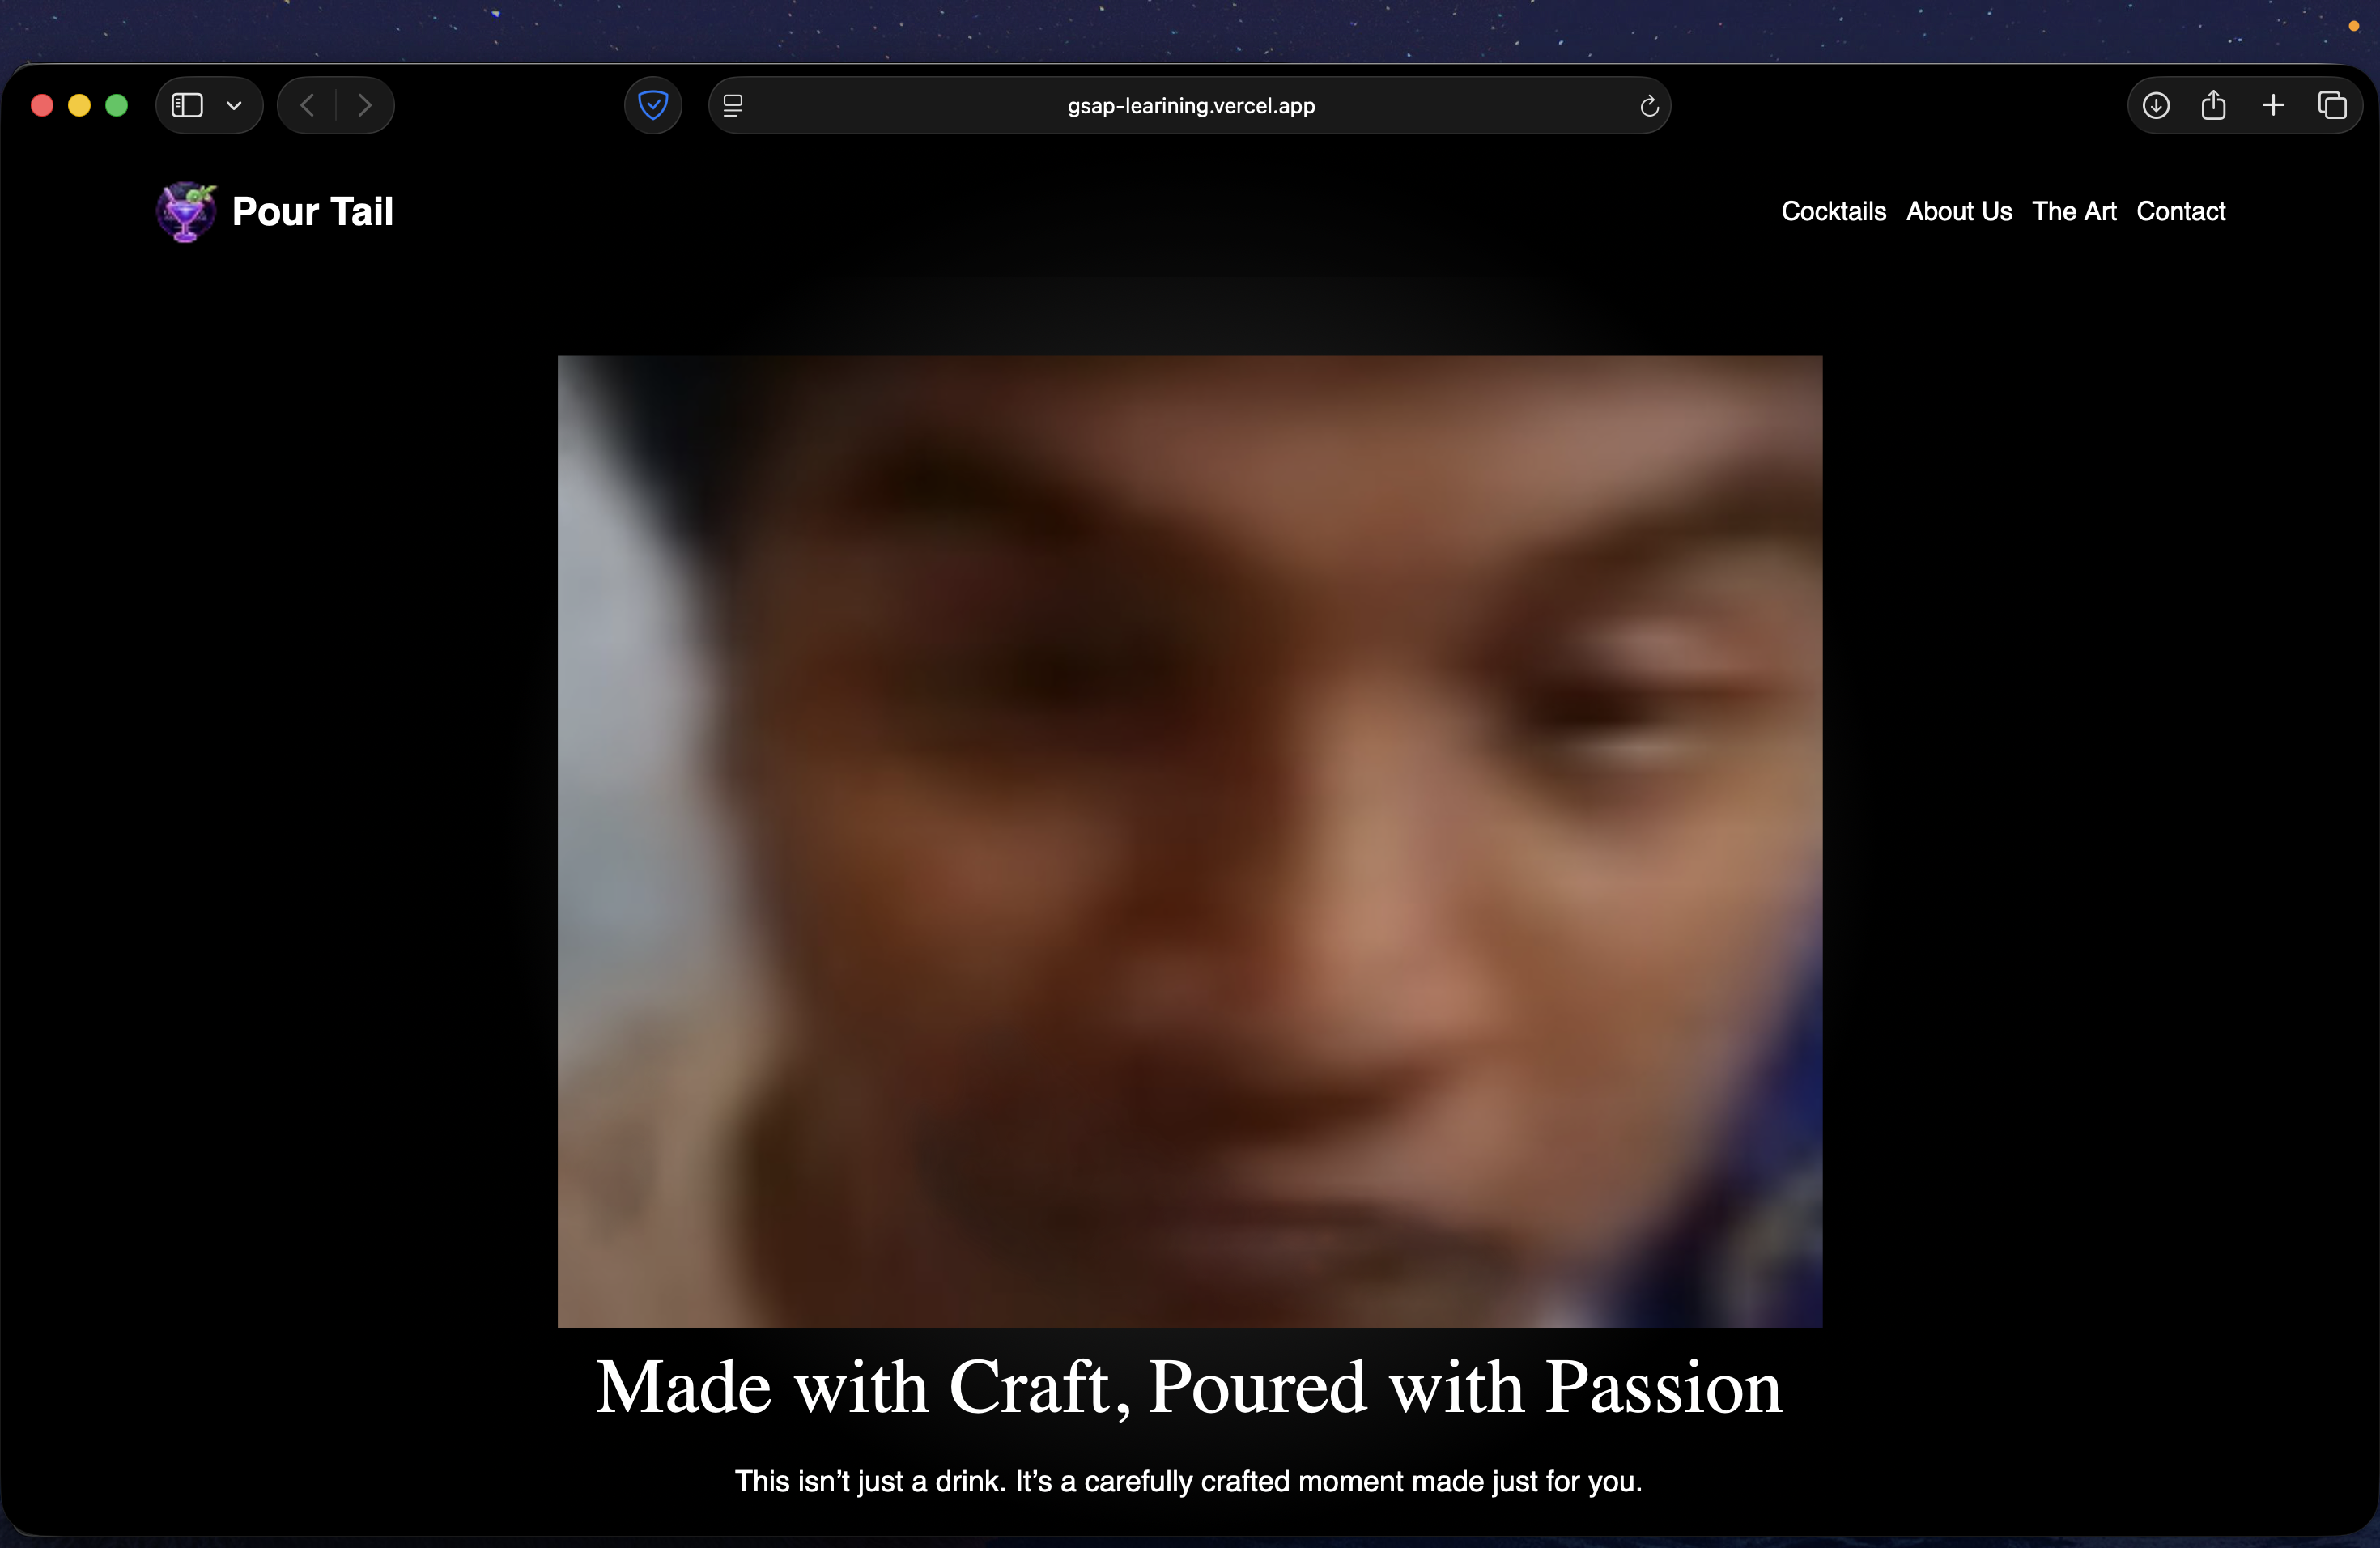 gsap-learining.vercel.app
Pour Tail
Cocktails About Us The Art Contact
Made with Craft, Poured with Passion
This isn’t just a drink. It’s a carefully crafted moment made just for you.